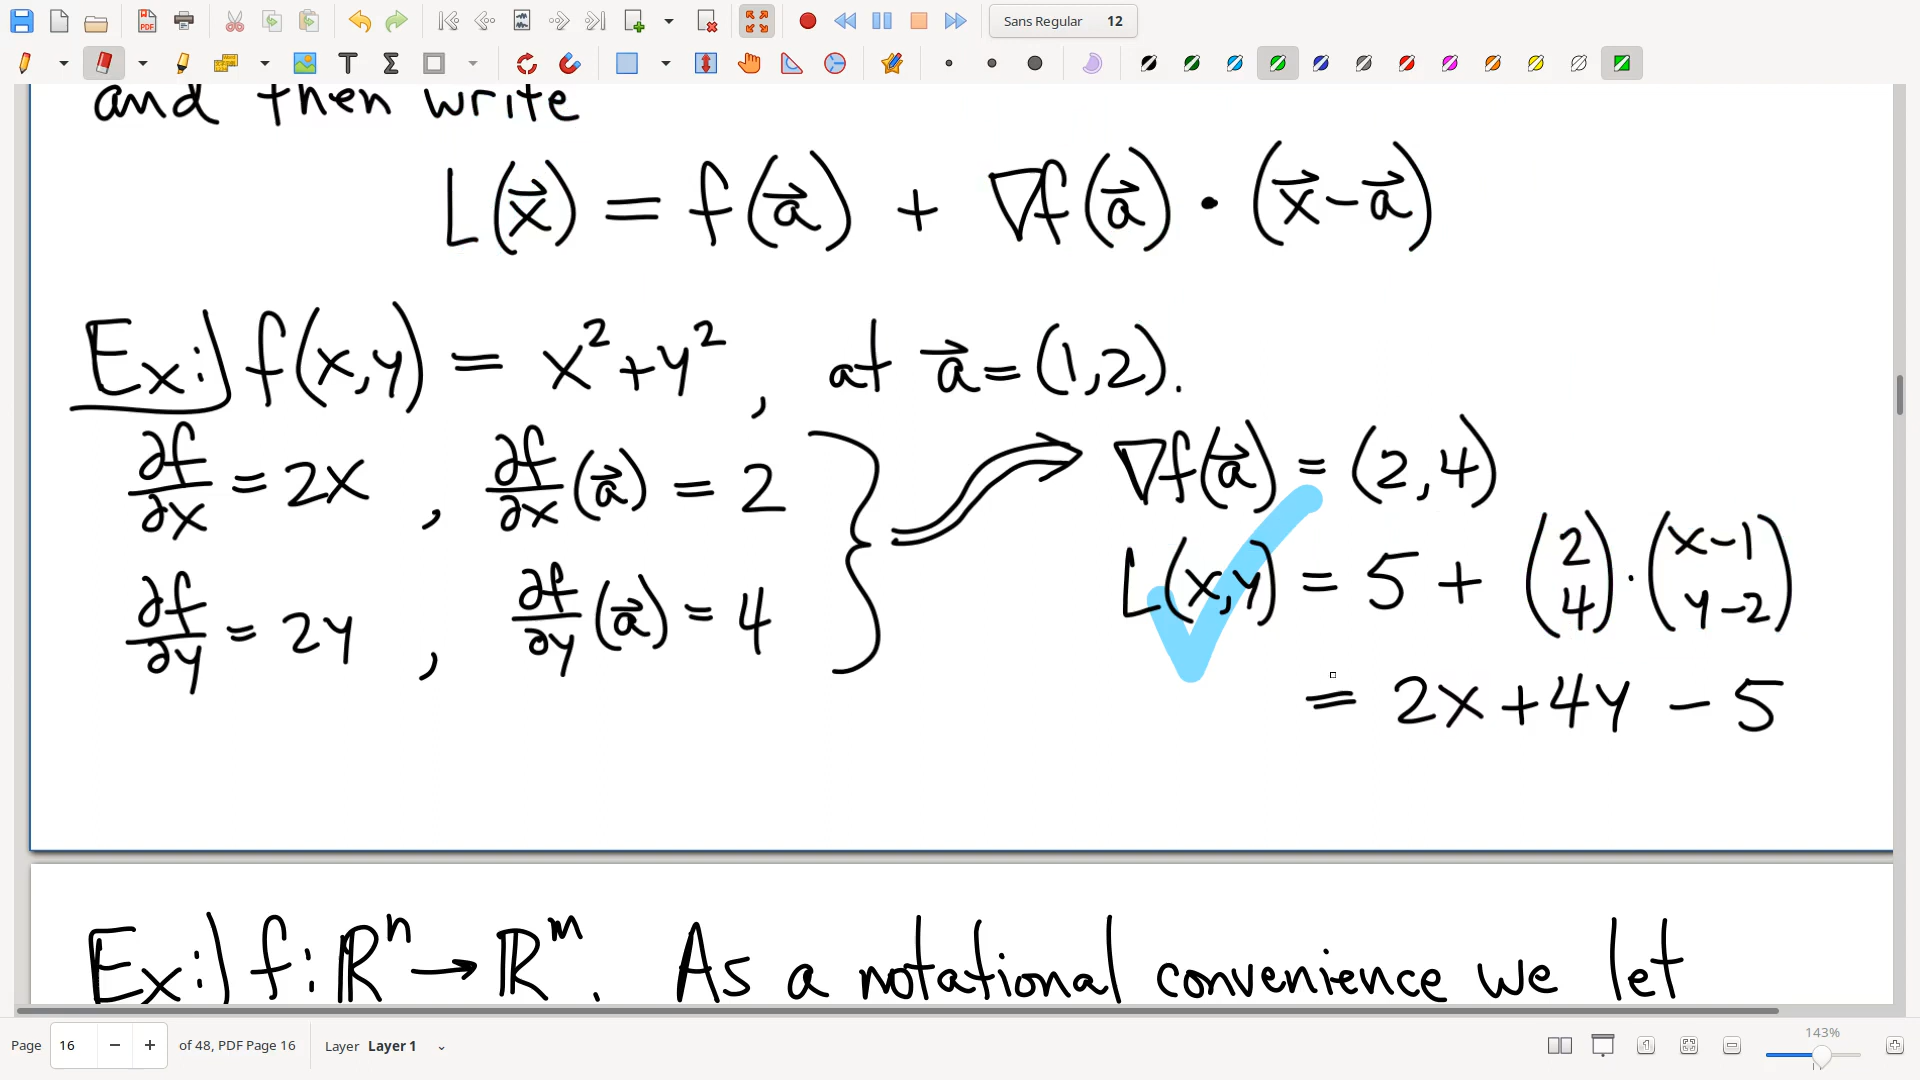 Sans Regular 12
and then write
L(x⃗) = f(a⃗) + ∇f(a⃗) · (x⃗−a⃗)
Ex:) f(x,y) = x²+y² , at a⃗=(1,2).
∂f/∂x = 2x , ∂f/∂x(a⃗) = 2
∂f/∂y = 2y , ∂f/∂y(a⃗) = 4
∇f(a⃗) = (2,4)
L(x,y) = 5 + (2 4) · (x−1 y−2)
= 2x+4y − 5
Ex:) f:ℝⁿ→ℝᵐ. As a notational convenience we let
Page 16 − + of 48, PDF Page 16 Layer Layer 1 143%